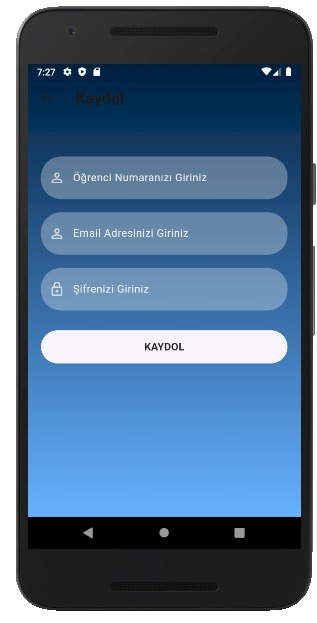 7:27
Kaydol
Öğrenci Numaranızı Giriniz
Email Adresinizi Giriniz
Şifrenizi Giriniz
KAYDOL